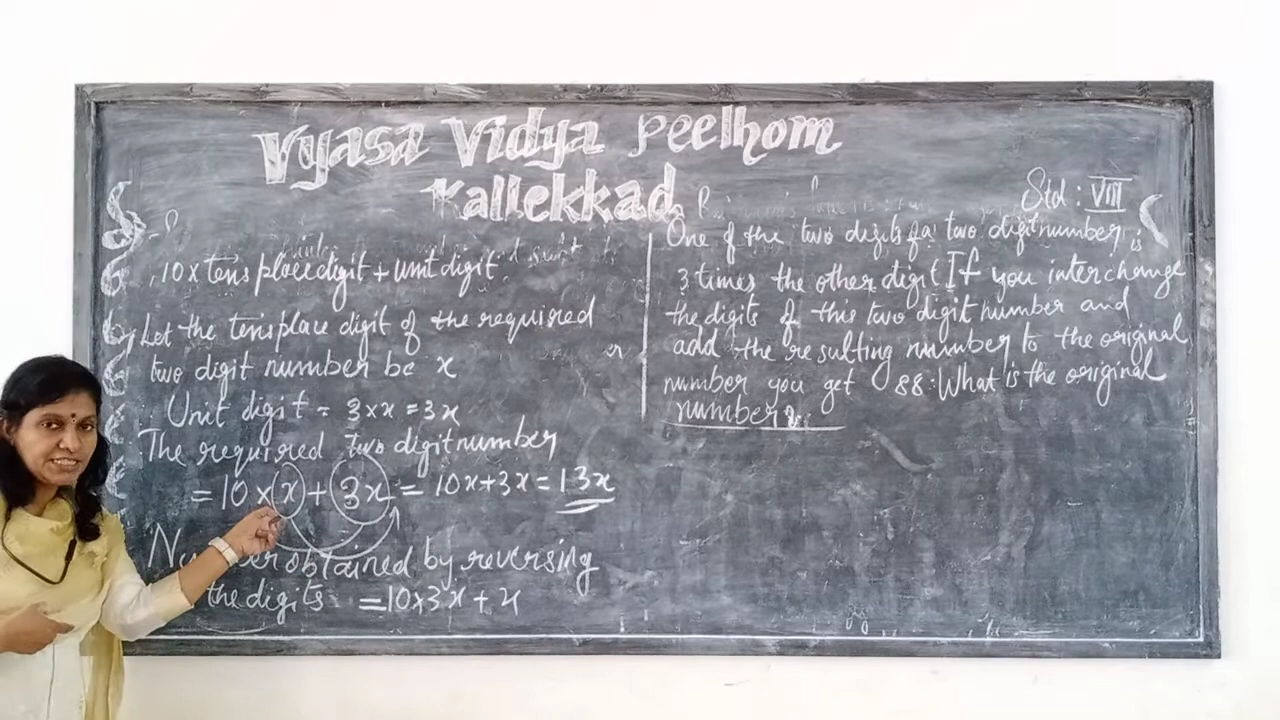 Vyasa Vidya Peelhom
Kallekkad
Std : VIII
10 x tens place digit + unit digit.
Let the tens place digit of the required
two digit number be x
Unit digit = 3 x x = 3x
The required two digit number
= 10 x x + 3x = 10x + 3x = 13x
obtained by reversing
the digits = 10x3x + x
One of the two digits of a two digit number is
3 times the other digit If you interchange
the digits of this two digit number and
add the resulting number to the original
number you get 88. What is the original
number